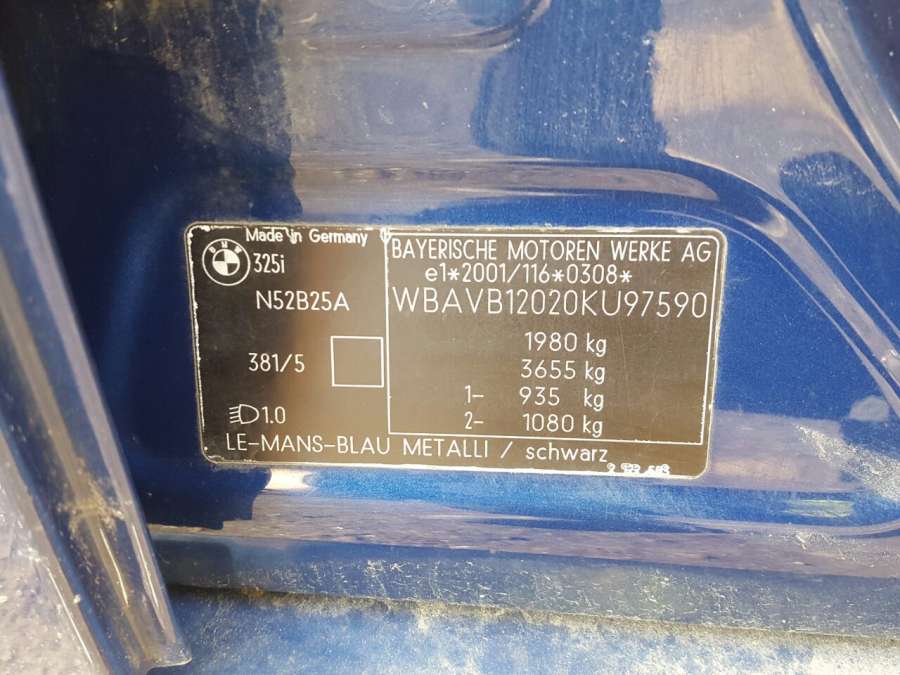 Made in Germany
BMW
325i
N52B25A
381/5
1.0
BAYERISCHE MOTOREN WERKE AG
e1*2001/116*0308*
WBAVB12020KU97590
1980 kg
3655 kg
1- 935 kg
2- 1080 kg
LE-MANS-BLAU METALLI / schwarz